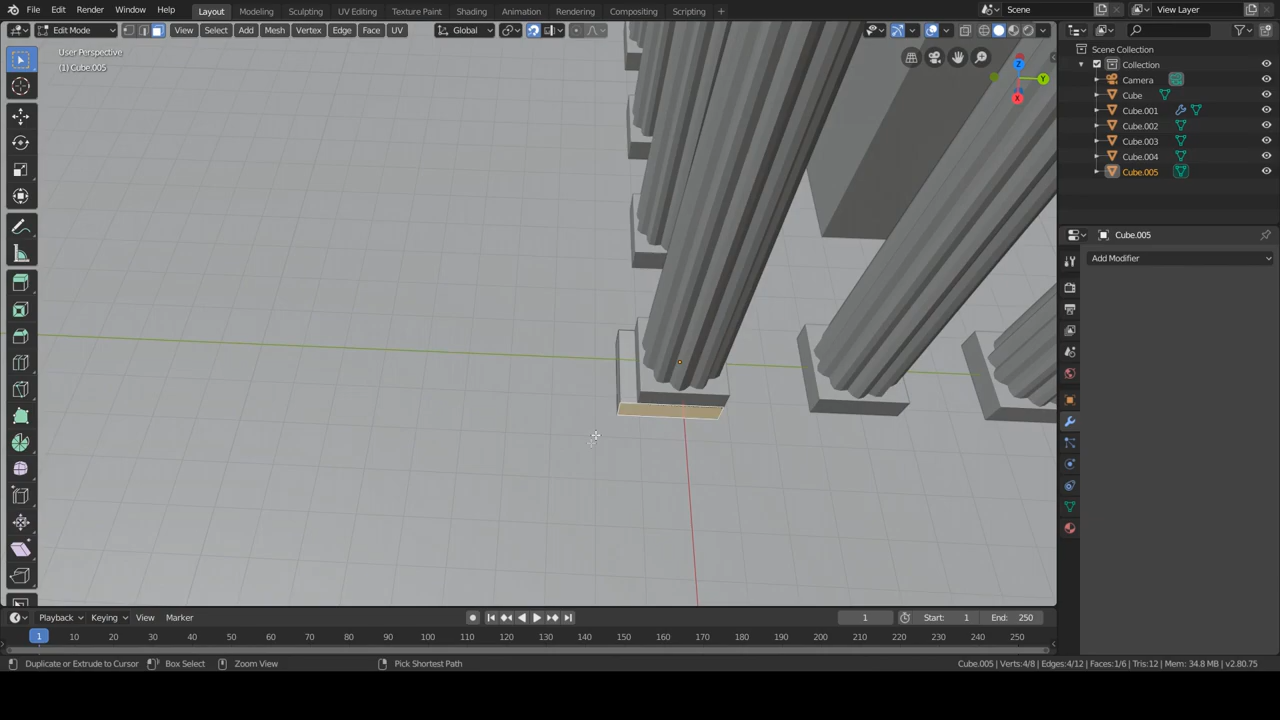 File Edit Render Window Help Layout Modeling Sculpting UV Editing Texture Paint Shading Animation Rendering Compositing Scripting + Scene View Layer
Edit Mode View Select Add Mesh Vertex Edge Face UV Global
User Perspective
(1) Cube.005
Z
Y
X
Scene Collection
Collection
Camera
Cube
Cube.001
Cube.002
Cube.003
Cube.004
Cube.005
Cube.005
Add Modifier
Playback Keying View Marker 1 Start: 1 End: 250
1 10 20 30 40 50 60 70 80 90 100 110 120 130 140 150 160 170 180 190 200 210 220 230 240 250
Duplicate or Extrude to Cursor Box Select Zoom View Pick Shortest Path Cube.005 | Verts:4/8 | Edges:4/12 | Faces:1/6 | Tris:12 | Mem: 34.8 MB | v2.80.75